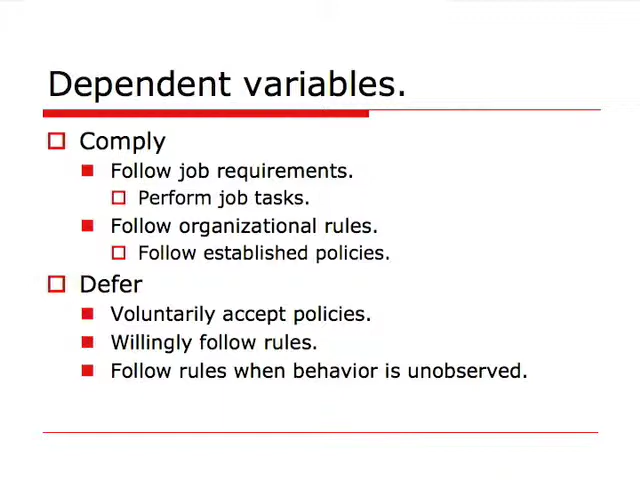 Dependent variables.
Comply
Follow job requirements.
Perform job tasks.
Follow organizational rules.
Follow established policies.
Defer
Voluntarily accept policies.
Willingly follow rules.
Follow rules when behavior is unobserved.